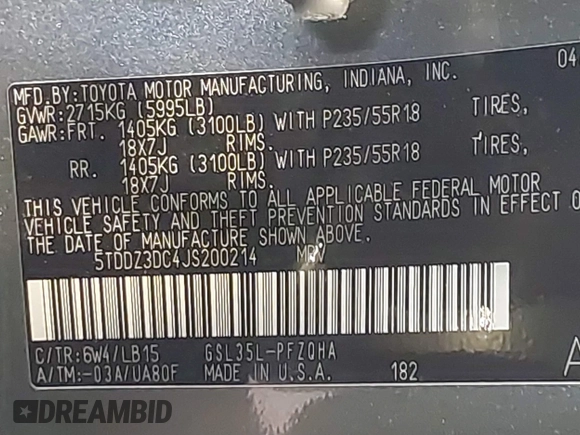 MFD.BY:TOYOTA MOTOR MANUFACTURING, INDIANA, INC. 04
GVWR:2715KG (5995LB)
GAWR:FRT. 1405KG (3100LB) WITH P235/55R18 TIRES,
18X7J RIMS.
RR. 1405KG (3100LB) WITH P235/55R18 TIRES,
18X7J RIMS.
THIS VEHICLE CONFORMS TO ALL APPLICABLE FEDERAL MOTOR
VEHICLE SAFETY AND THEFT PREVENTION STANDARDS IN EFFECT O
THE DATE OF MANUFACTURE SHOWN ABOVE.
5TDDZ3DC4JS200214 MPV
C/TR:6W4/LB15 GSL35L-PFZQHA
A/TM:-03A/UA80F MADE IN U.S.A. 182 A
DREAMBID